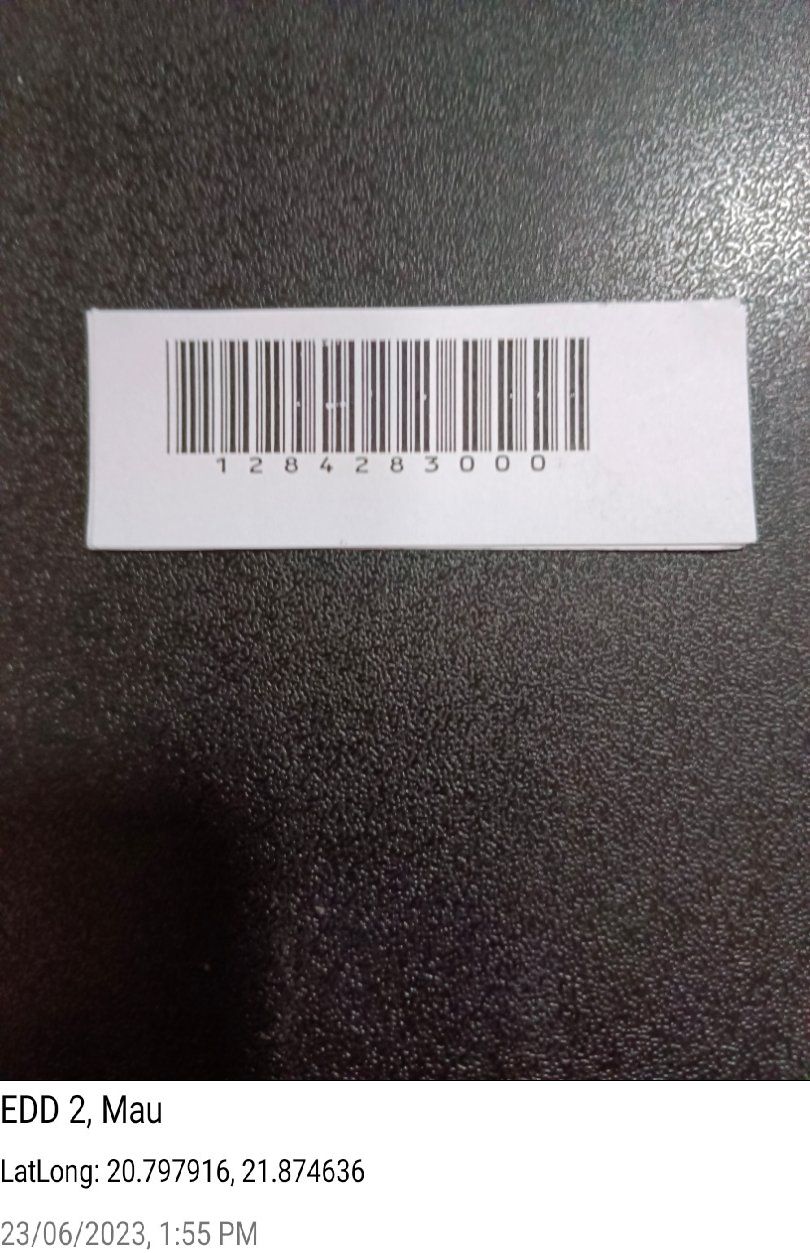 1284283000
EDD 2, Mau
LatLong: 20.797916, 21.874636
23/06/2023, 1:55 PM